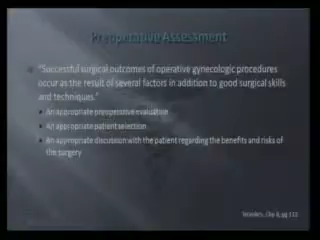 Preoperative Assessment
"Successful surgical outcomes of operative gynecologic procedures
occur as the result of several factors in addition to good surgical skills
and techniques."
An appropriate preoperative evaluation
An appropriate patient selection
An appropriate discussion with the patient regarding the benefits and risks of
the surgery